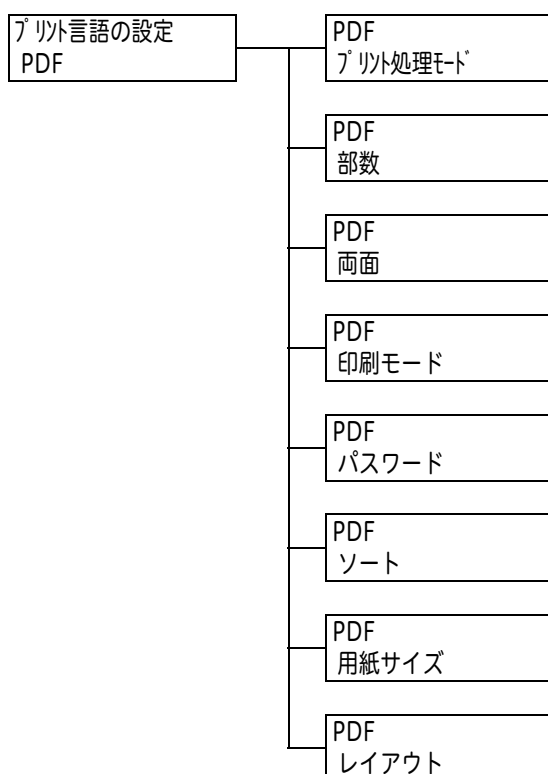 ﾌﾟﾘﾝﾄ言語の設定
PDF
PDF
ﾌﾟﾘﾝﾄ処理ﾓｰﾄﾞ
PDF
部数
PDF
両面
PDF
印刷モード
PDF
パスワード
PDF
ソート
PDF
用紙サイズ
PDF
レイアウト